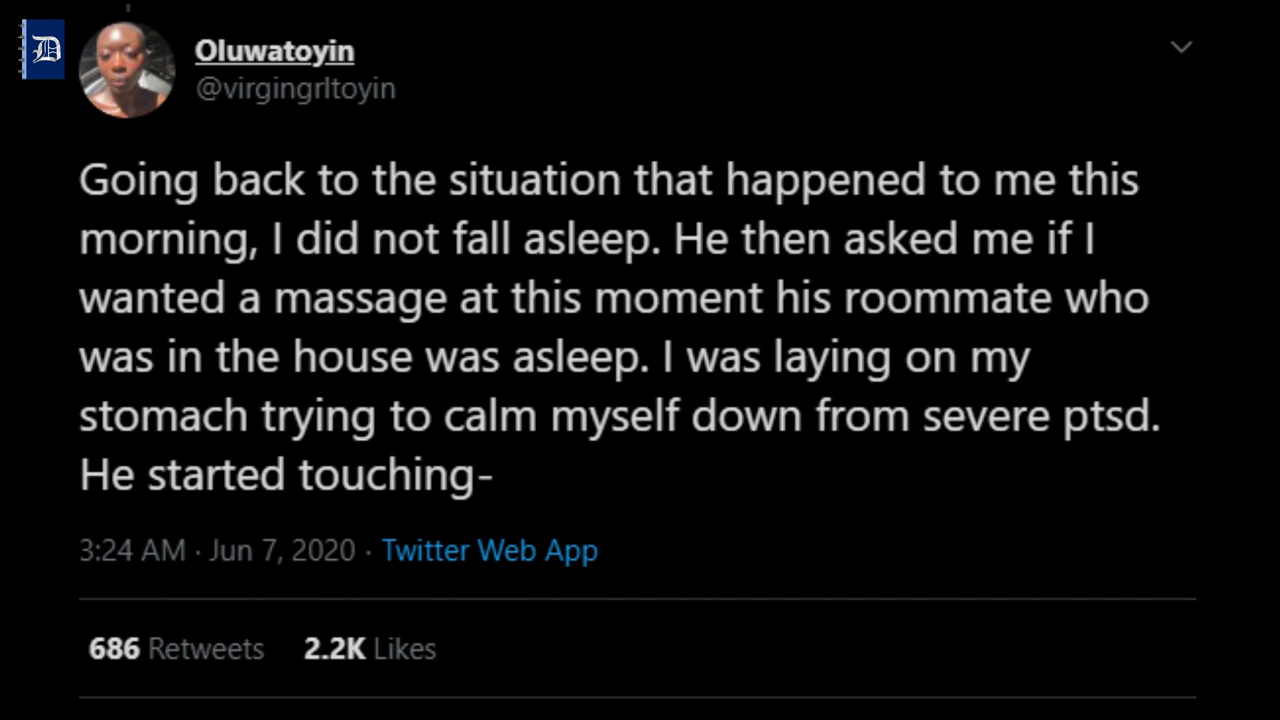 D
Oluwatoyin
@virgingrltoyin
Going back to the situation that happened to me this
morning, I did not fall asleep. He then asked me if I
wanted a massage at this moment his roommate who
was in the house was asleep. I was laying on my
stomach trying to calm myself down from severe ptsd.
He started touching-
3:24 AM · Jun 7, 2020 · Twitter Web App
686 Retweets 2.2K Likes